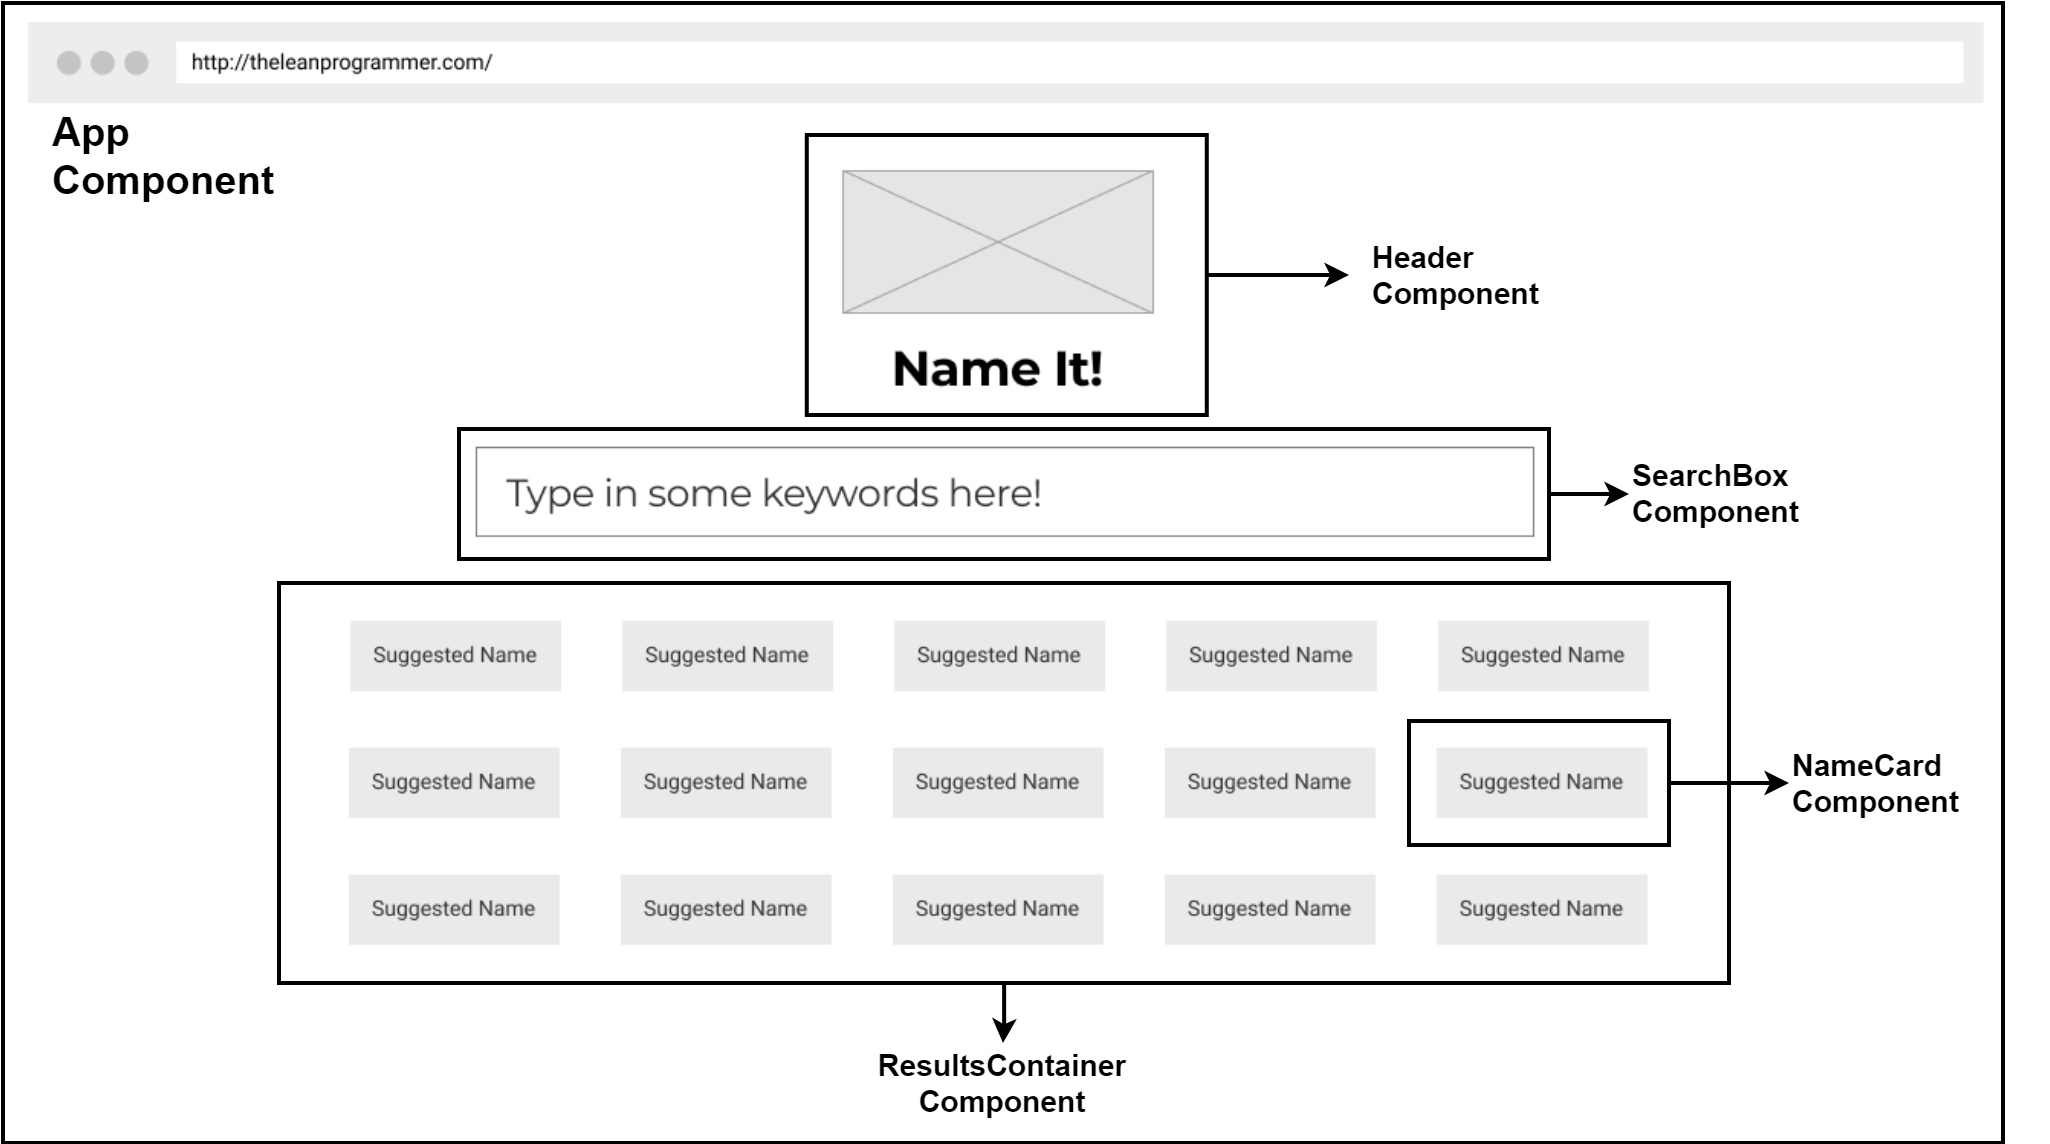 http://theleanprogrammer.com/
App
Component
Name It!
Header
Component
Type in some keywords here!
SearchBox
Component
Suggested Name Suggested Name Suggested Name Suggested Name Suggested Name
Suggested Name Suggested Name Suggested Name Suggested Name Suggested Name
NameCard
Component
Suggested Name Suggested Name Suggested Name Suggested Name Suggested Name
ResultsContainer
Component